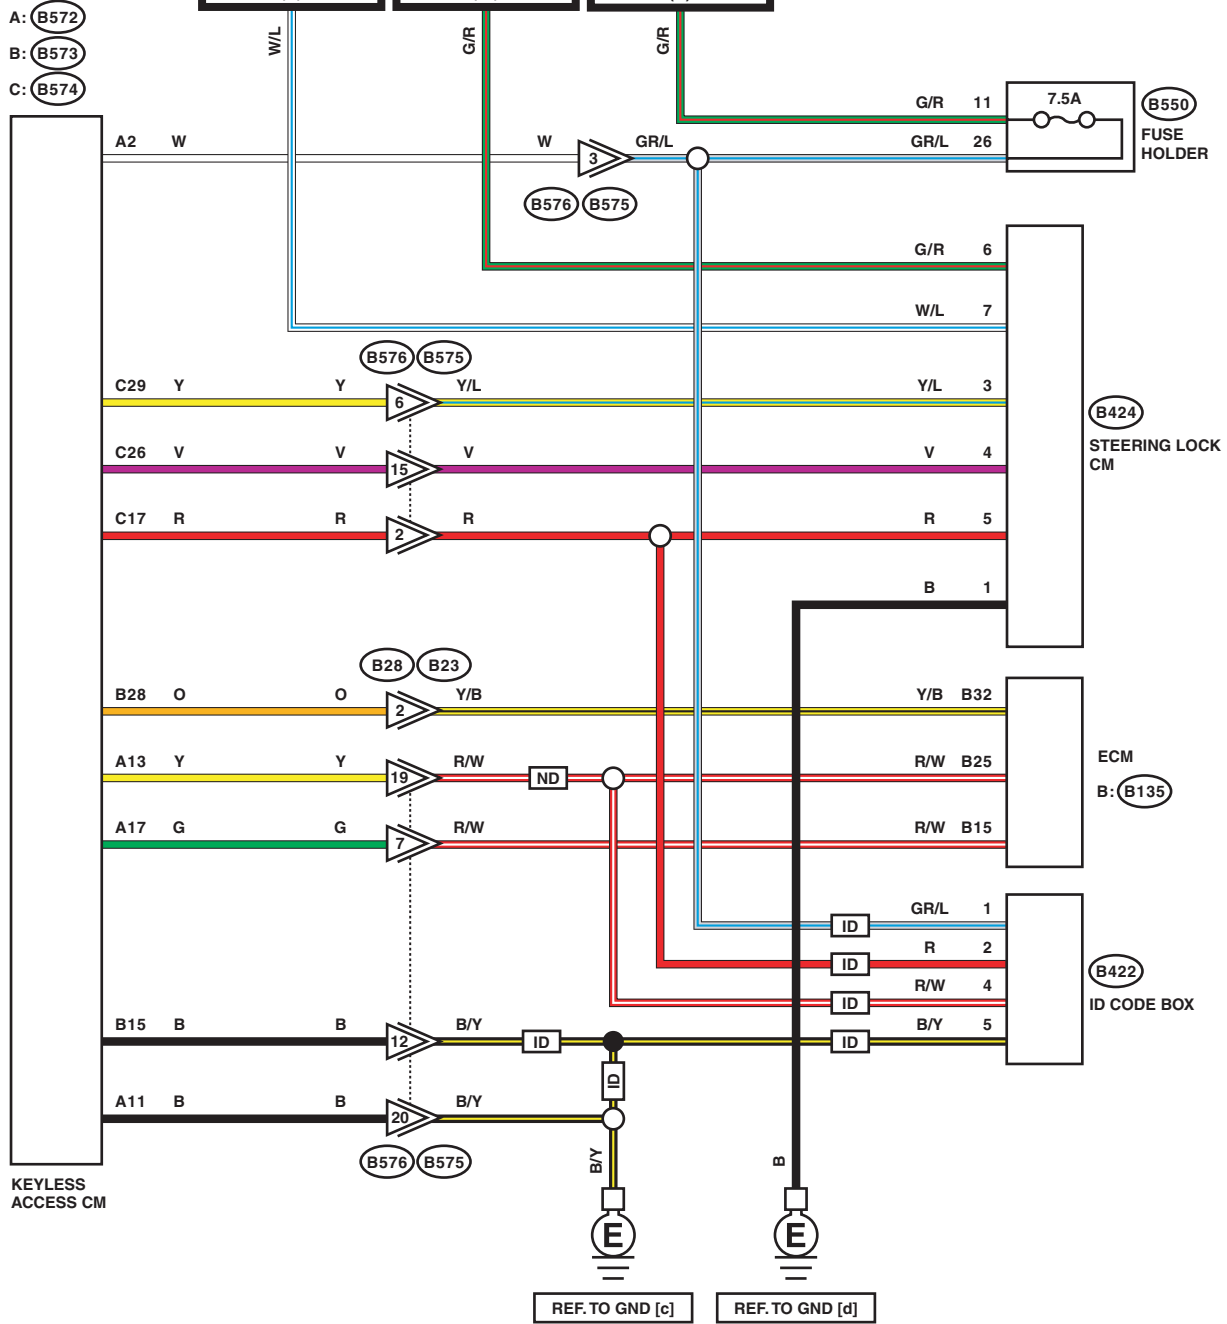 A: B572
B: B573
C: B574
W/L
G/R
G/R
G/R 11
7.5A
B550
FUSE
HOLDER
A2 W
W
3
GR/L
GR/L 26
B576 B575
G/R 6
W/L 7
B576 B575
C29 Y
Y
6
Y/L
Y/L 3
B424
STEERING LOCK
CM
C26 V
V
15
V
V 4
C17 R
R
2
R
R 5
B 1
B28 B23
B28 O
O
2
Y/B
Y/B B32
A13 Y
Y
19
R/W
ND
R/W B25
ECM
B: B135
A17 G
G
7
R/W
R/W B15
GR/L 1
ID
R 2
ID
R/W 4
ID
B422
ID CODE BOX
B15 B
B
12
B/Y
ID
B/Y 5
ID
ID
A11 B
B
20
B/Y
B576 B575
B/Y
B
KEYLESS
ACCESS CM
E
E
REF. TO GND [c]
REF. TO GND [d]